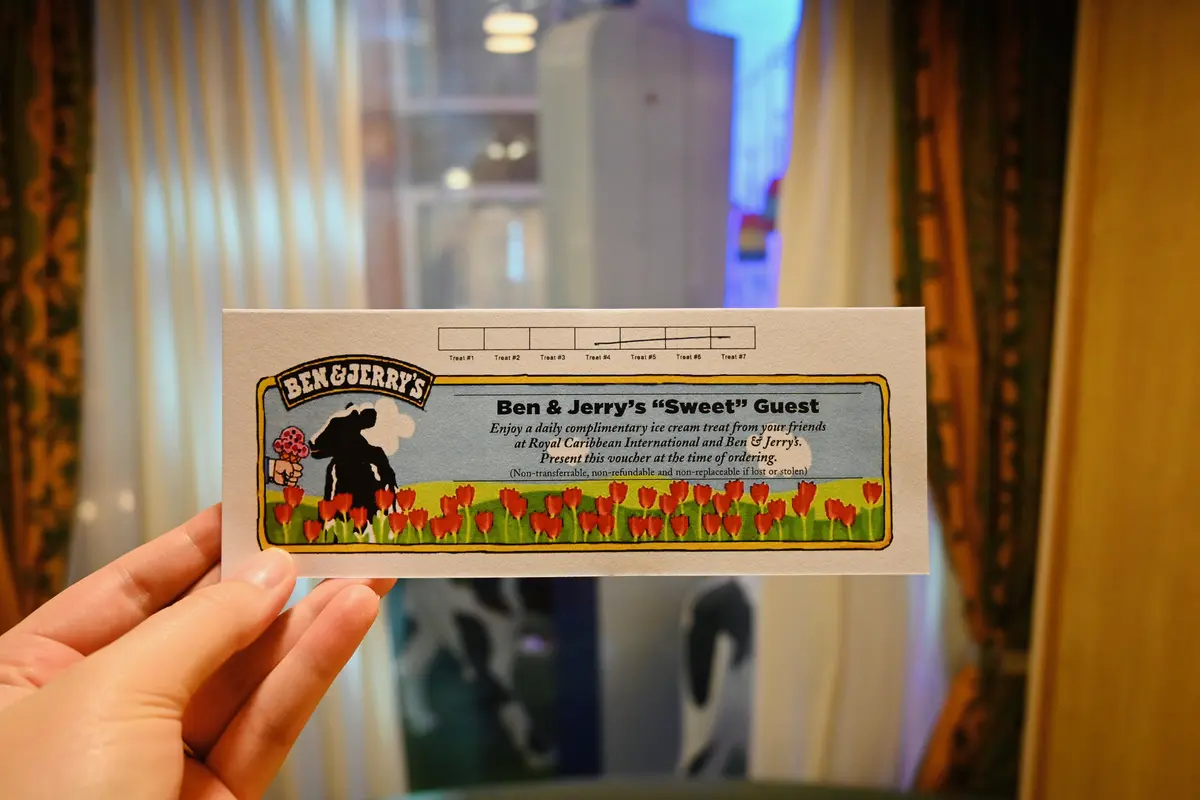 Treat #1 Treat #2 Treat #3 Treat #4 Treat #5 Treat #6 Treat #7
BEN & JERRY'S
Ben & Jerry's “Sweet” Guest
Enjoy a daily complimentary ice cream treat from your friends
at Royal Caribbean International and Ben & Jerry's.
Present this voucher at the time of ordering.
(Non-transferrable, non-refundable and non-replaceable if lost or stolen)